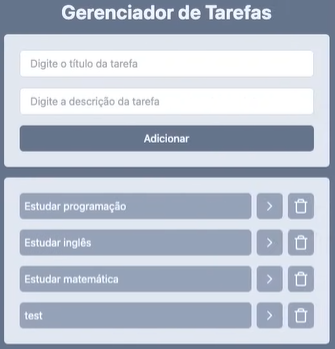 Gerenciador de Tarefas
Digite o título da tarefa
Digite a descrição da tarefa
Adicionar
Estudar programação
Estudar inglês
Estudar matemática
test